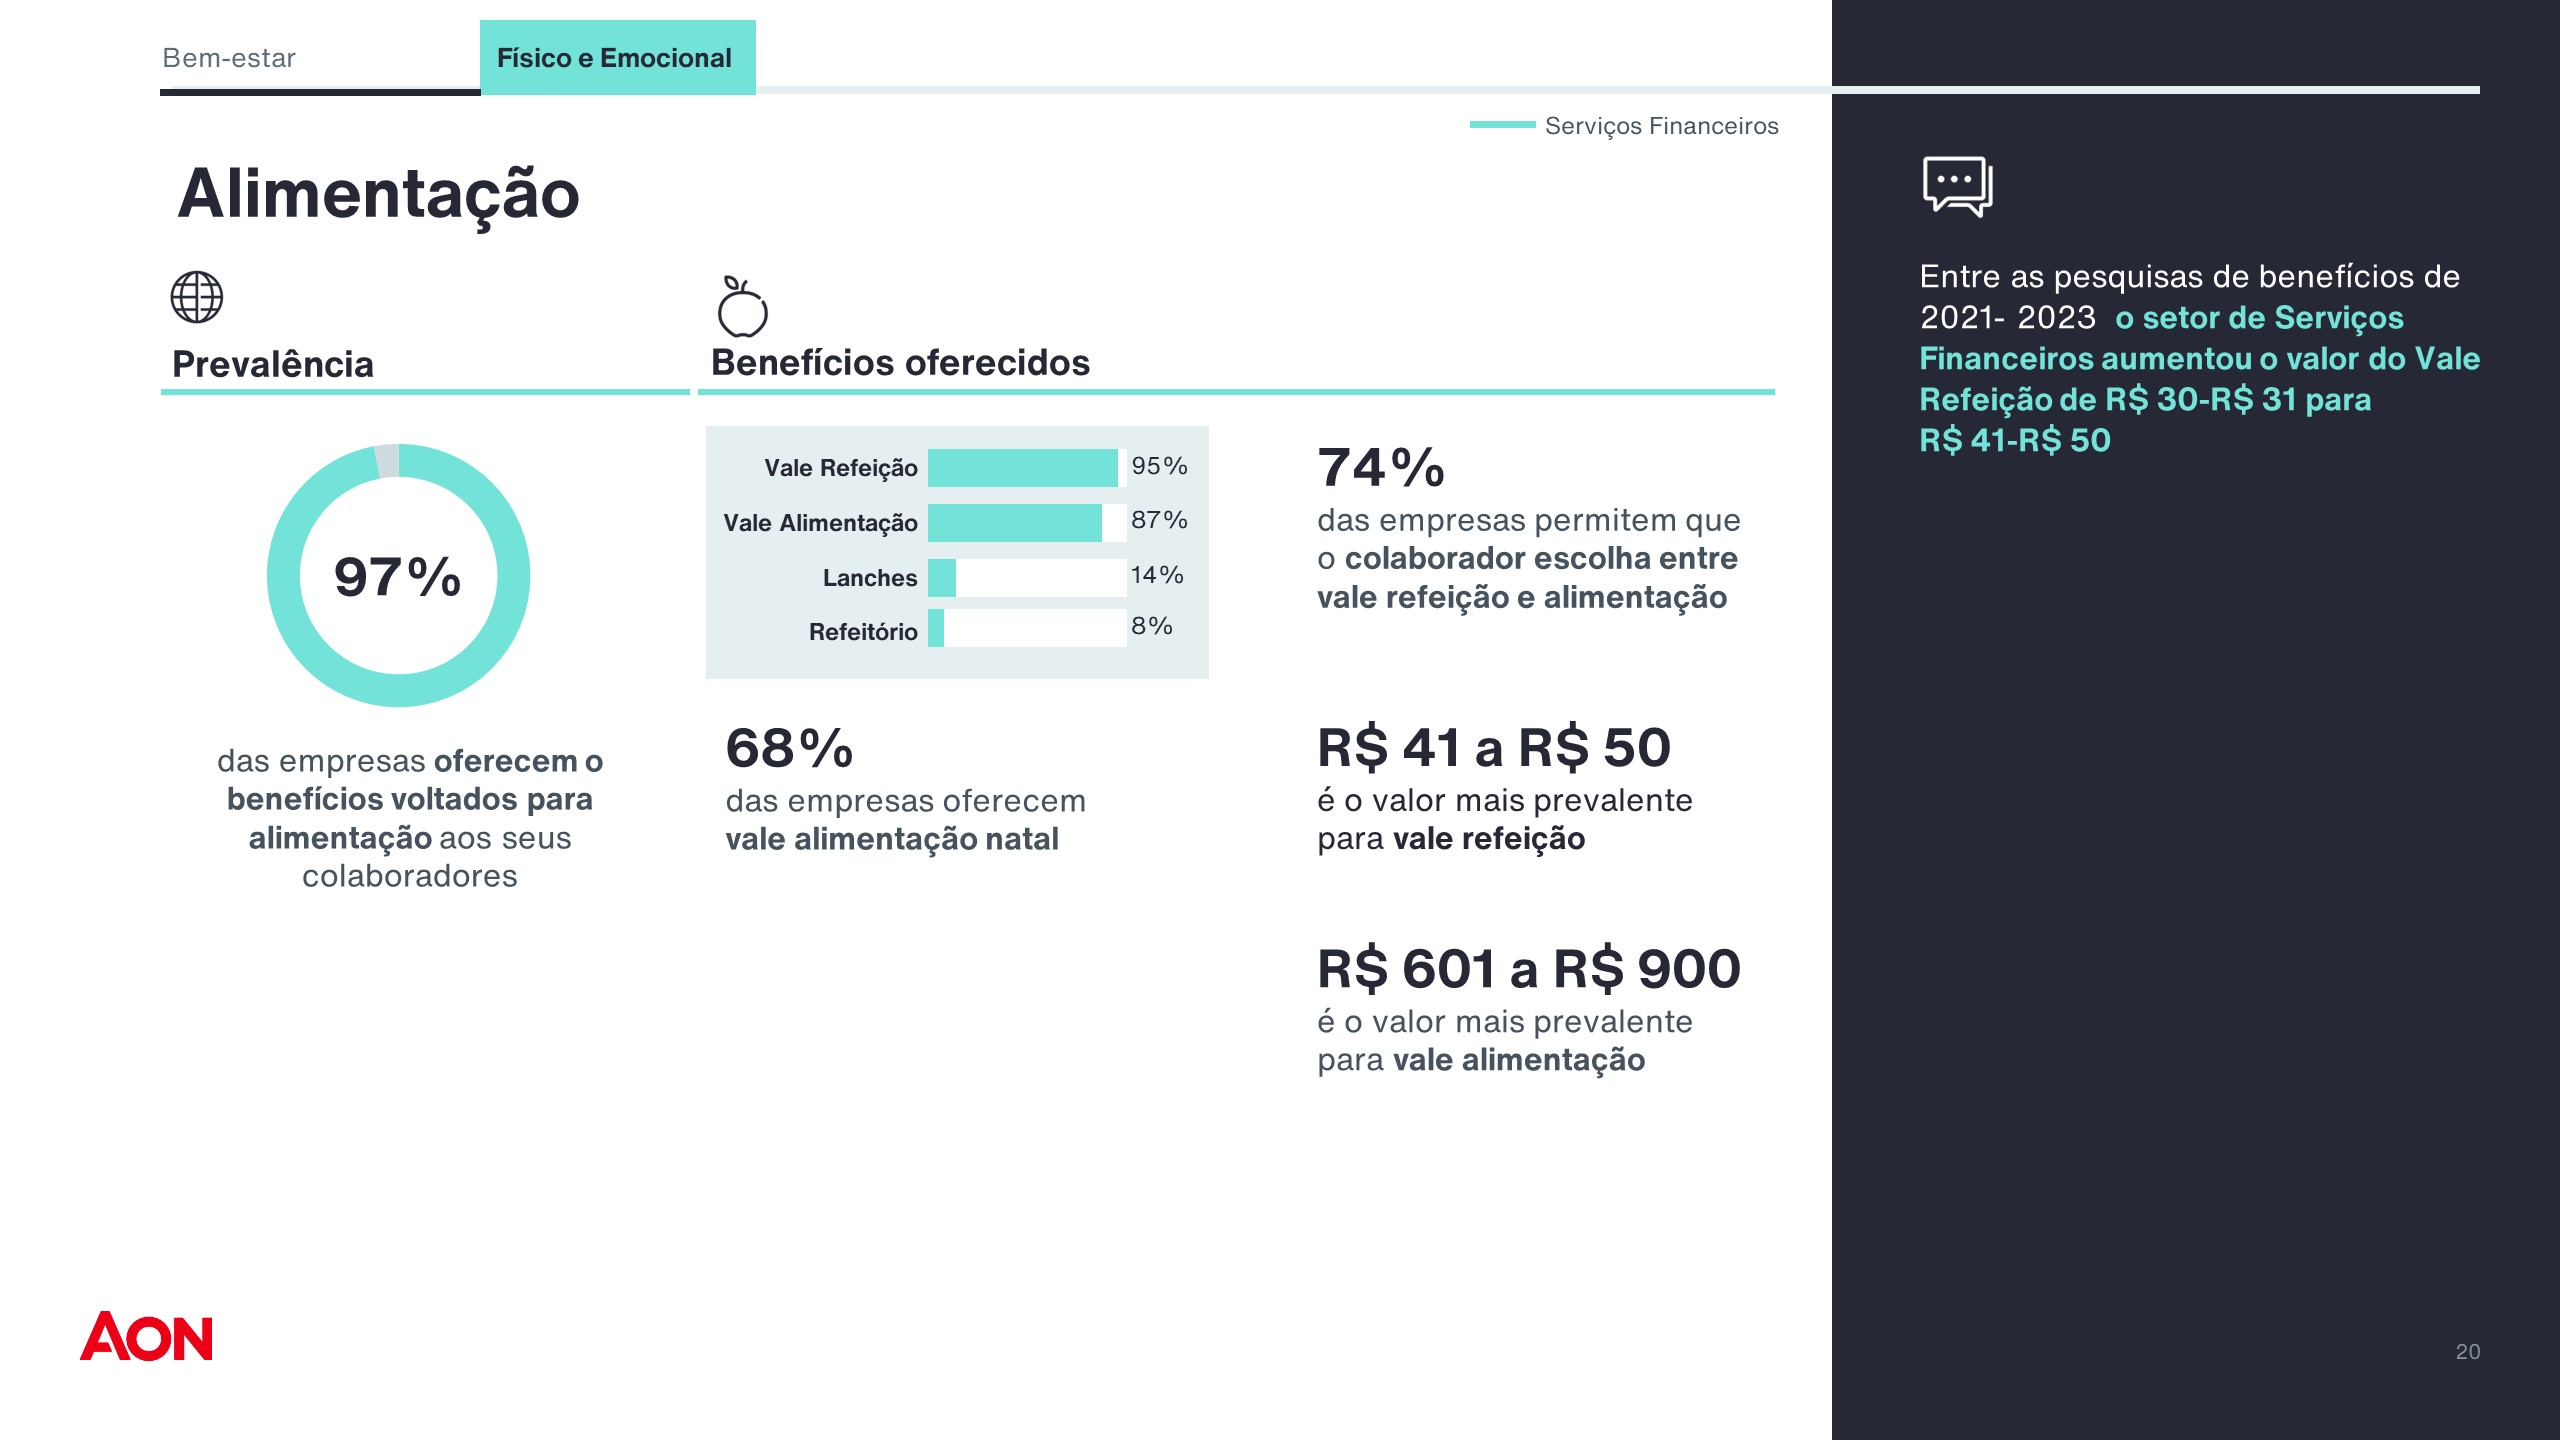 Bem-estar
Físico e Emocional
Serviços Financeiros
Alimentação
Prevalência
97%
das empresas oferecem o
benefícios voltados para
alimentação aos seus
colaboradores
Benefícios oferecidos
Vale Refeição 95%
Vale Alimentação 87%
Lanches 14%
Refeitório 8%
68%
das empresas oferecem
vale alimentação natal
74%
das empresas permitem que
o colaborador escolha entre
vale refeição e alimentação
R$ 41 a R$ 50
é o valor mais prevalente
para vale refeição
R$ 601 a R$ 900
é o valor mais prevalente
para vale alimentação
Entre as pesquisas de benefícios de
2021- 2023 o setor de Serviços
Financeiros aumentou o valor do Vale
Refeição de R$ 30-R$ 31 para
R$ 41-R$ 50
AON
20